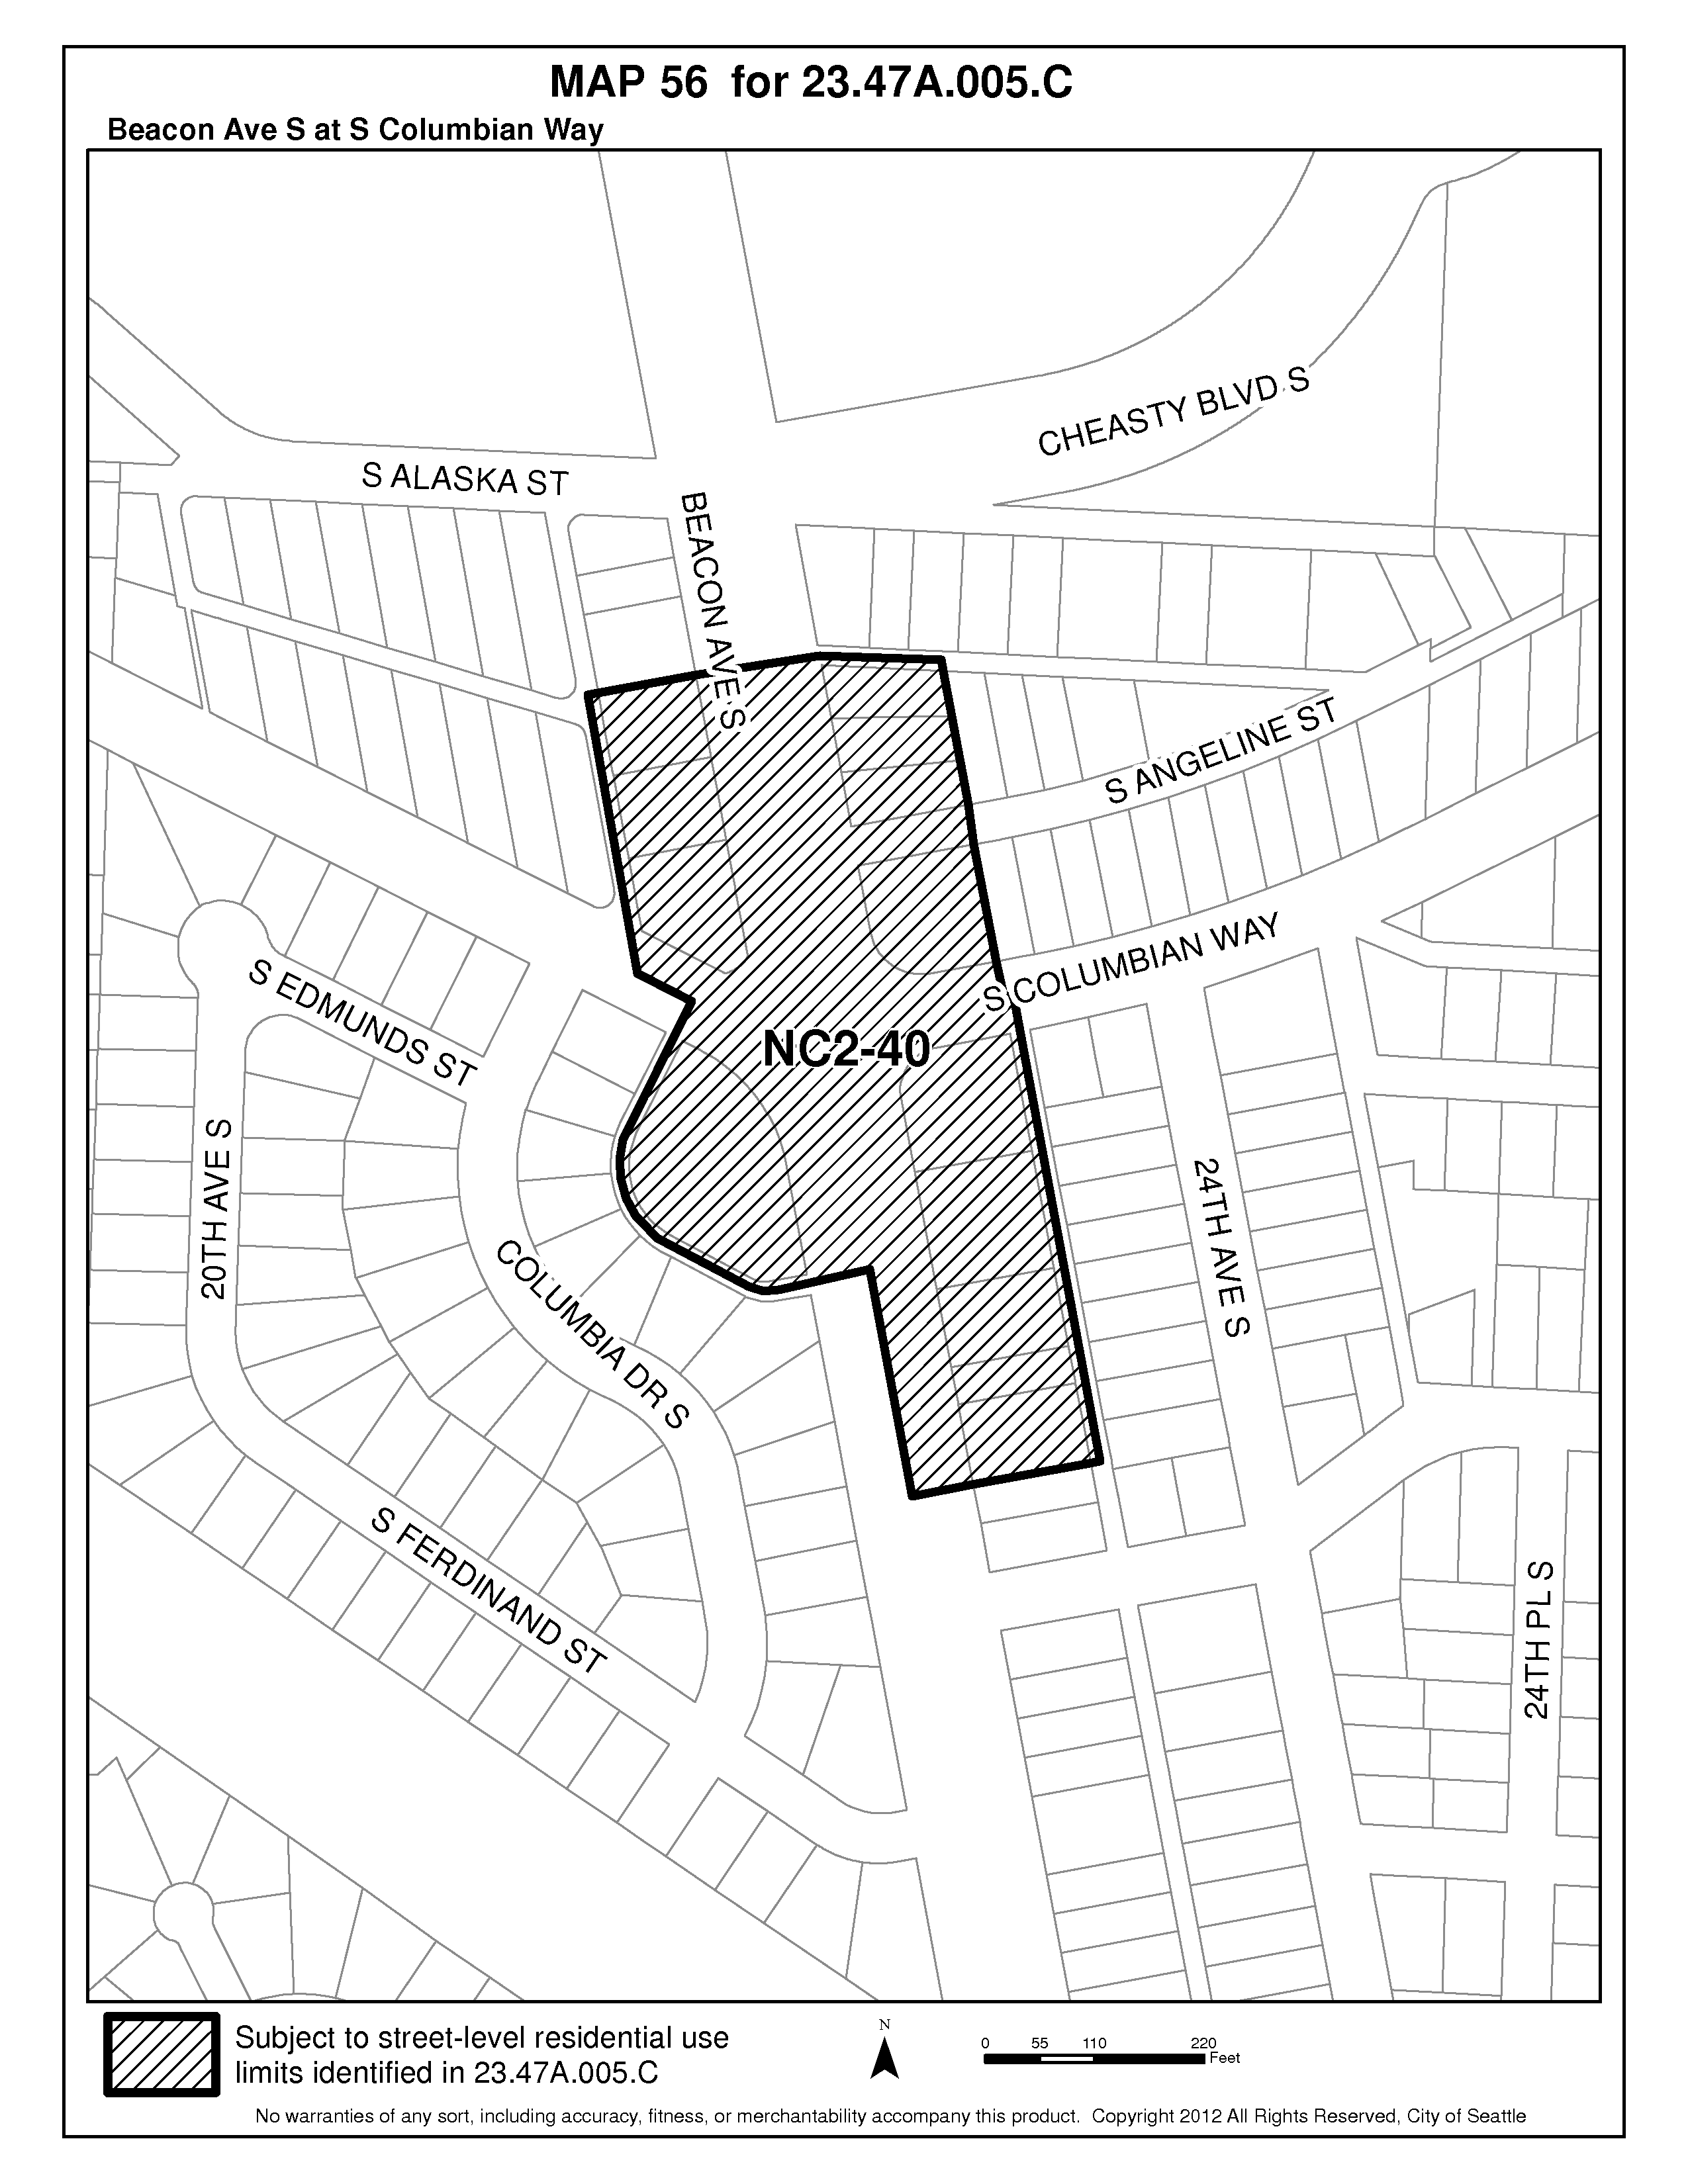 MAP 56 for 23.47A.005.C
Beacon Ave S at S Columbian Way
CHEASTY BLVD S
S ALASKA ST
BEACON AVE S
S ANGELINE ST
S COLUMBIAN WAY
S EDMUNDS ST
NC2-40
20TH AVE S
24TH AVE S
COLUMBIA DR S
S FERDINAND ST
24TH PL S
Subject to street-level residential use
limits identified in 23.47A.005.C
N
0 55 110 220
Feet
No warranties of any sort, including accuracy, fitness, or merchantability accompany this product. Copyright 2012 All Rights Reserved, City of Seattle